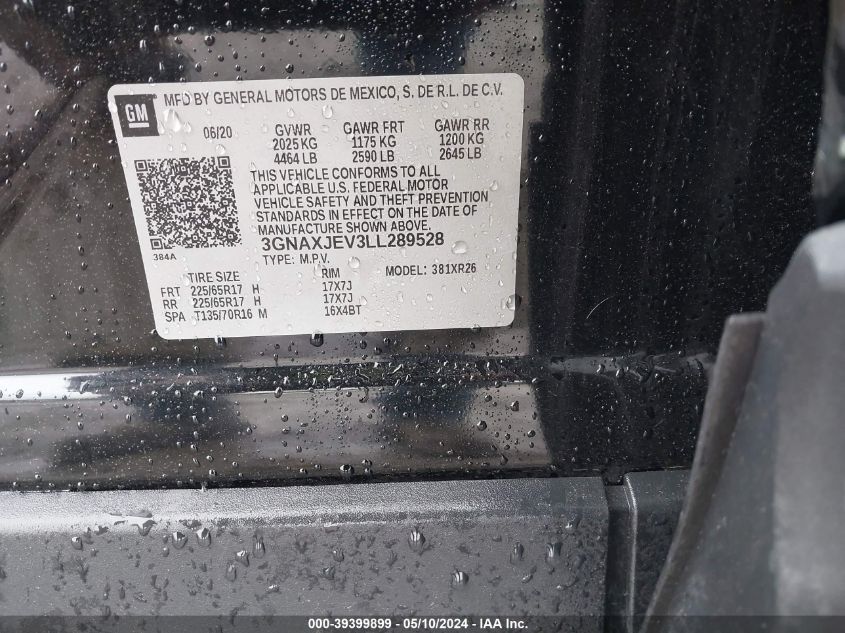 GM
MFD BY GENERAL MOTORS DE MEXICO, S. DE R.L. DE C.V.
06/20 GVWR GAWR FRT GAWR RR
2025 KG 1175 KG 1200 KG
4464 LB 2590 LB 2645 LB
THIS VEHICLE CONFORMS TO ALL
APPLICABLE U.S. FEDERAL MOTOR
VEHICLE SAFETY AND THEFT PREVENTION
STANDARDS IN EFFECT ON THE DATE OF
MANUFACTURE SHOWN ABOVE.
3GNAXJEV3LL289528
384A
TYPE: M.P.V. MODEL: 381XR26
TIRE SIZE RIM
FRT 225/65R17 H 17X7J
RR 225/65R17 H 17X7J
SPA T135/70R16 M 16X4BT
000-39399899 — 05/10/2024 — IAA Inc.